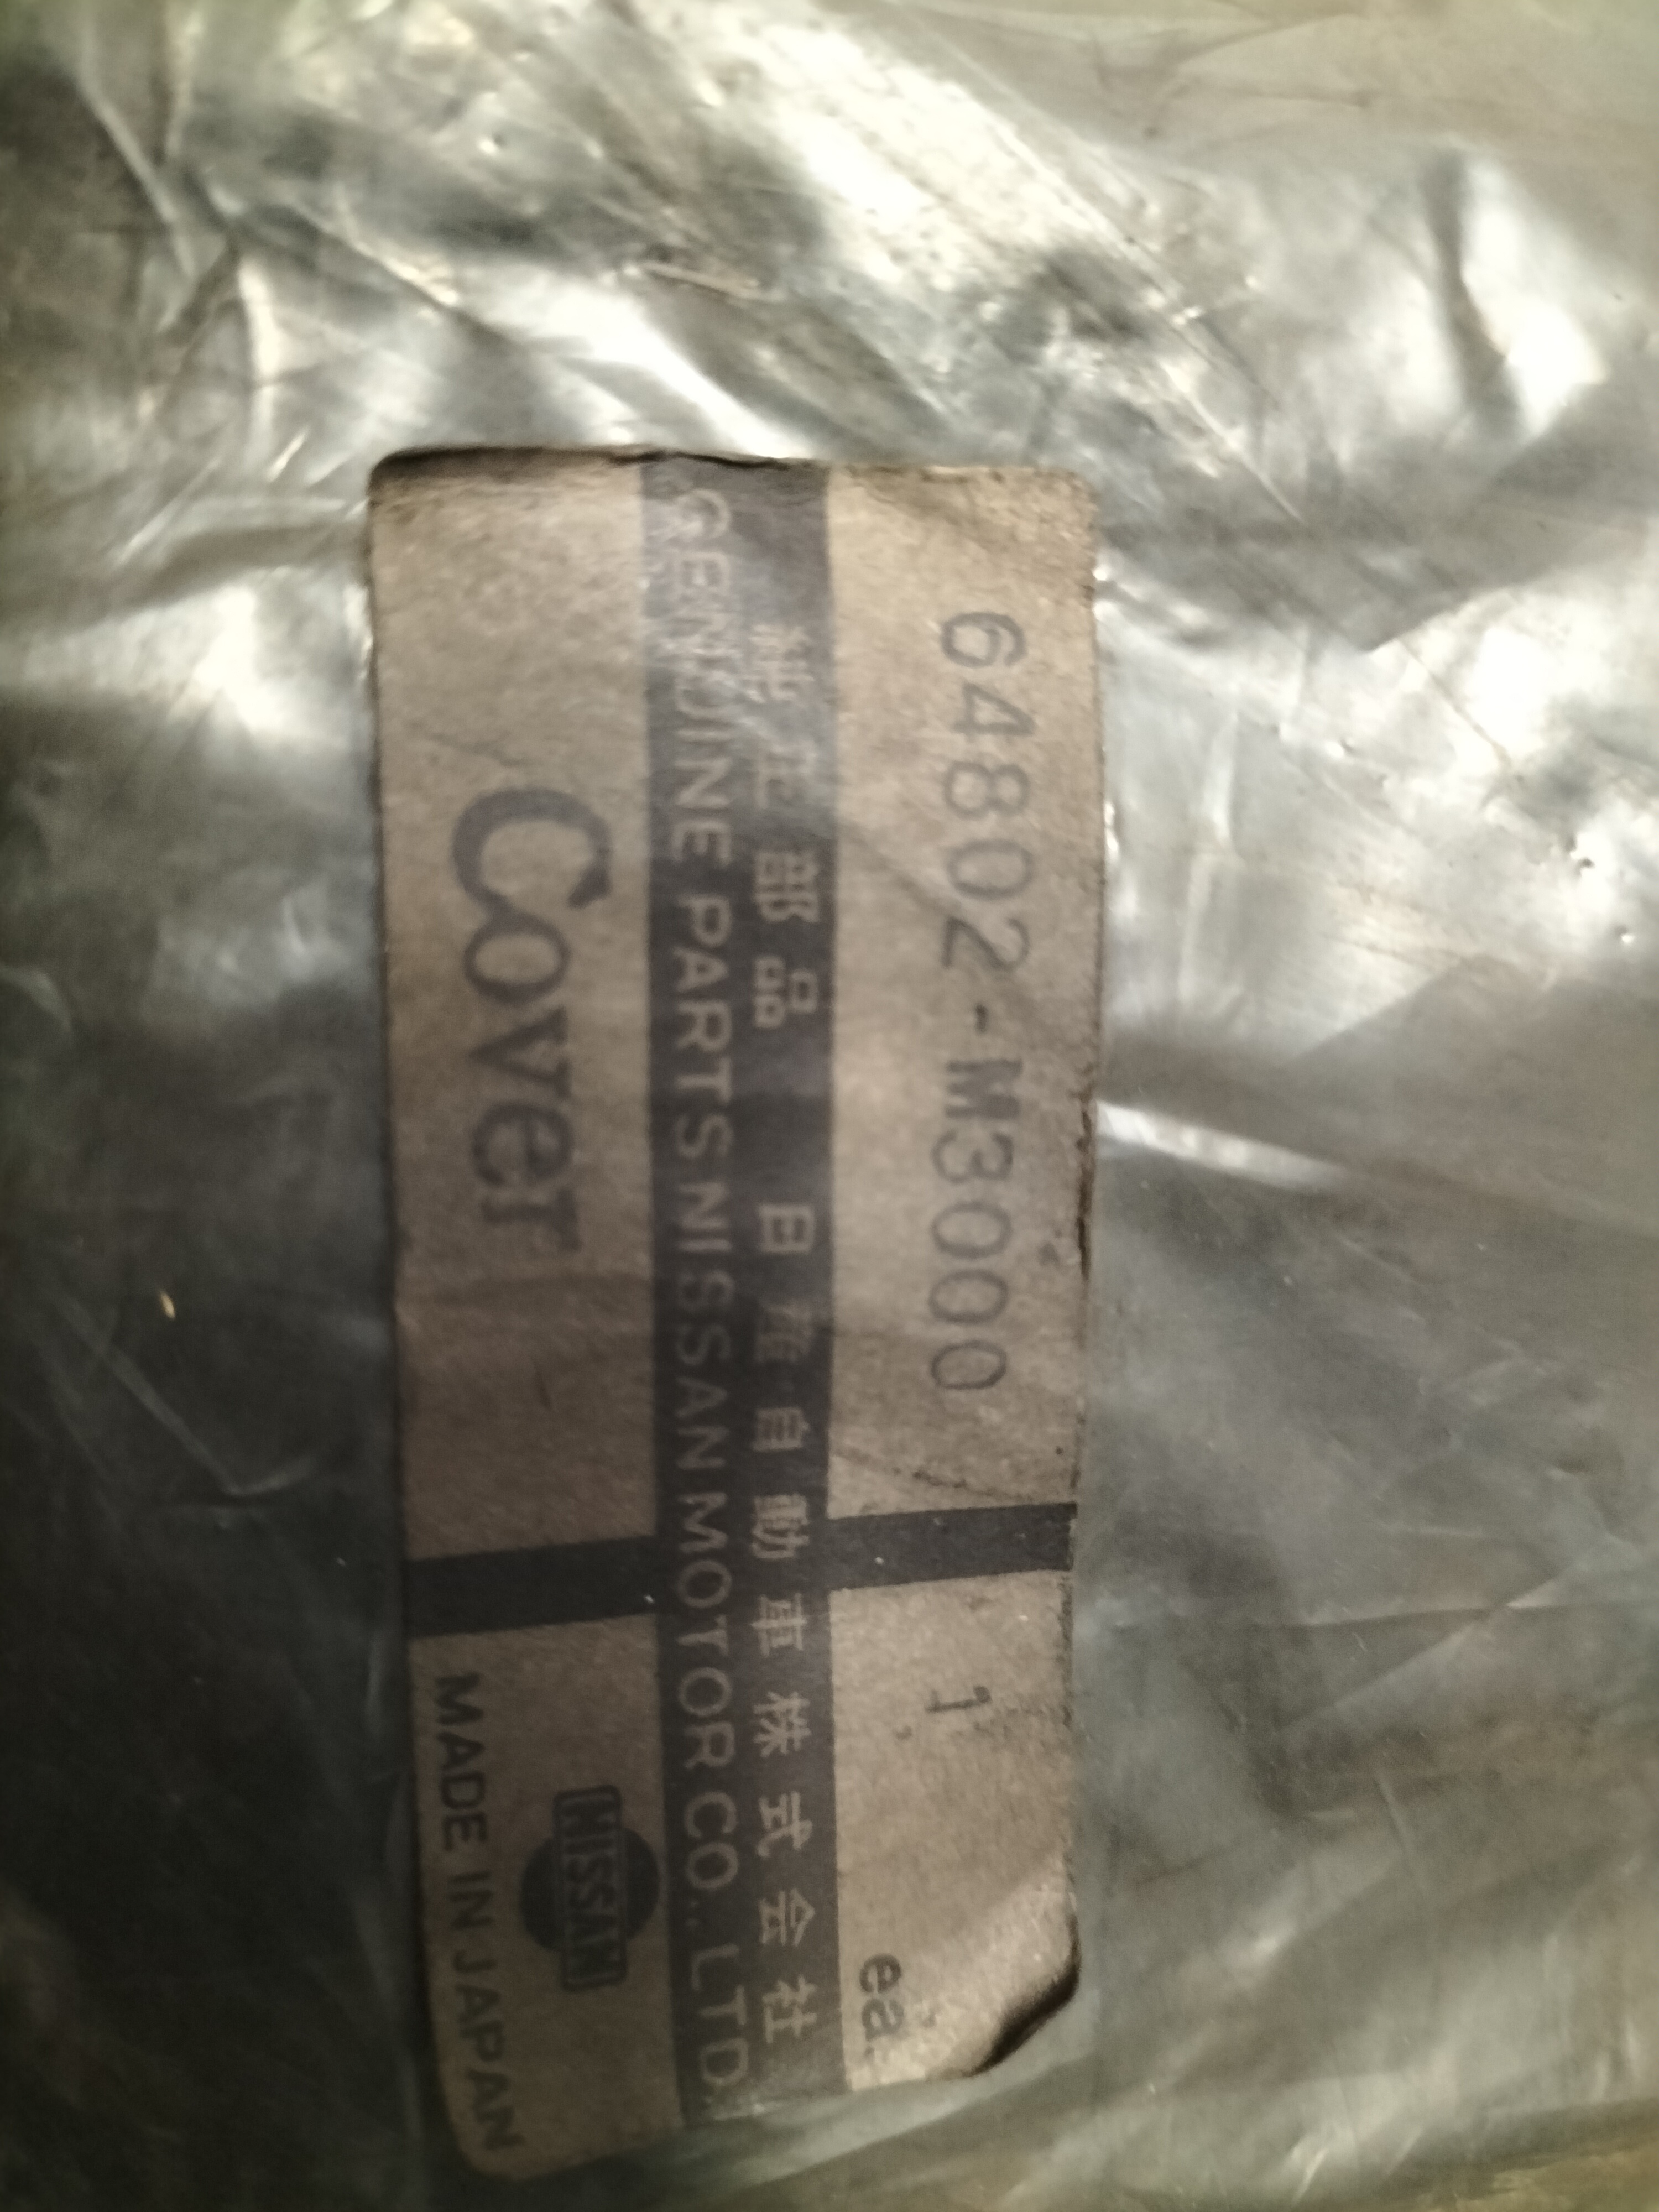 64802-M3000
1
ea.
純正部品 日産自動車株式会社
GENUINE PARTS NISSAN MOTOR CO., LTD.
Cover
NISSAN
MADE IN JAPAN